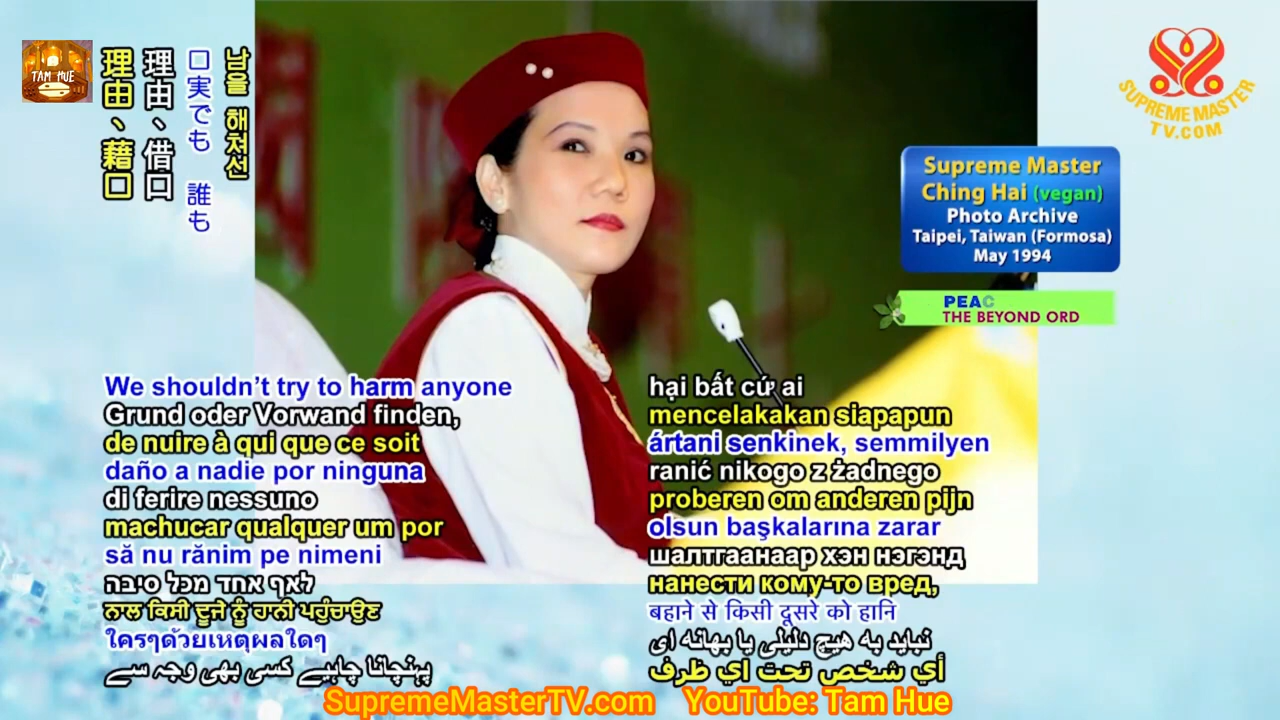 TAM HUE
理由、藉口
理由、借口
口実でも 誰も
남을 해쳐선
SUPREME MASTER
TV.COM
Supreme Master
Ching Hai (vegan)
Photo Archive
Taipei, Taiwan (Formosa)
May 1994
PEAC
THE BEYOND ORD
We shouldn't try to harm anyone
Grund oder Vorwand finden,
de nuire à qui que ce soit
daño a nadie por ninguna
di ferire nessuno
machucar qualquer um por
să nu rănim pe nimeni
לאף אחד מכל סיבה
ਨਾਲ ਕਿਸੀ ਦੂਜੇ ਨੂੰ ਹਾਨੀ ਪਹੁੰਚਾਉਣ
ใครๆด้วยเหตุผลใดๆ
پہنچانا چاہیے کسی بھی وجہ سے
hại bất cứ ai
mencelakakan siapapun
ártani senkinek, semmilyen
ranić nikogo z żadnego
proberen om anderen pijn
olsun başkalarına zarar
шалтгаанаар хэн нэгэнд
нанести кому-то вред,
बहाने से किसी दूसरे को हानि
نباید به هیچ دلیلی یا بهانه ای
أي شخص تحت اي ظرف
SupremeMasterTV.com YouTube: Tam Hue